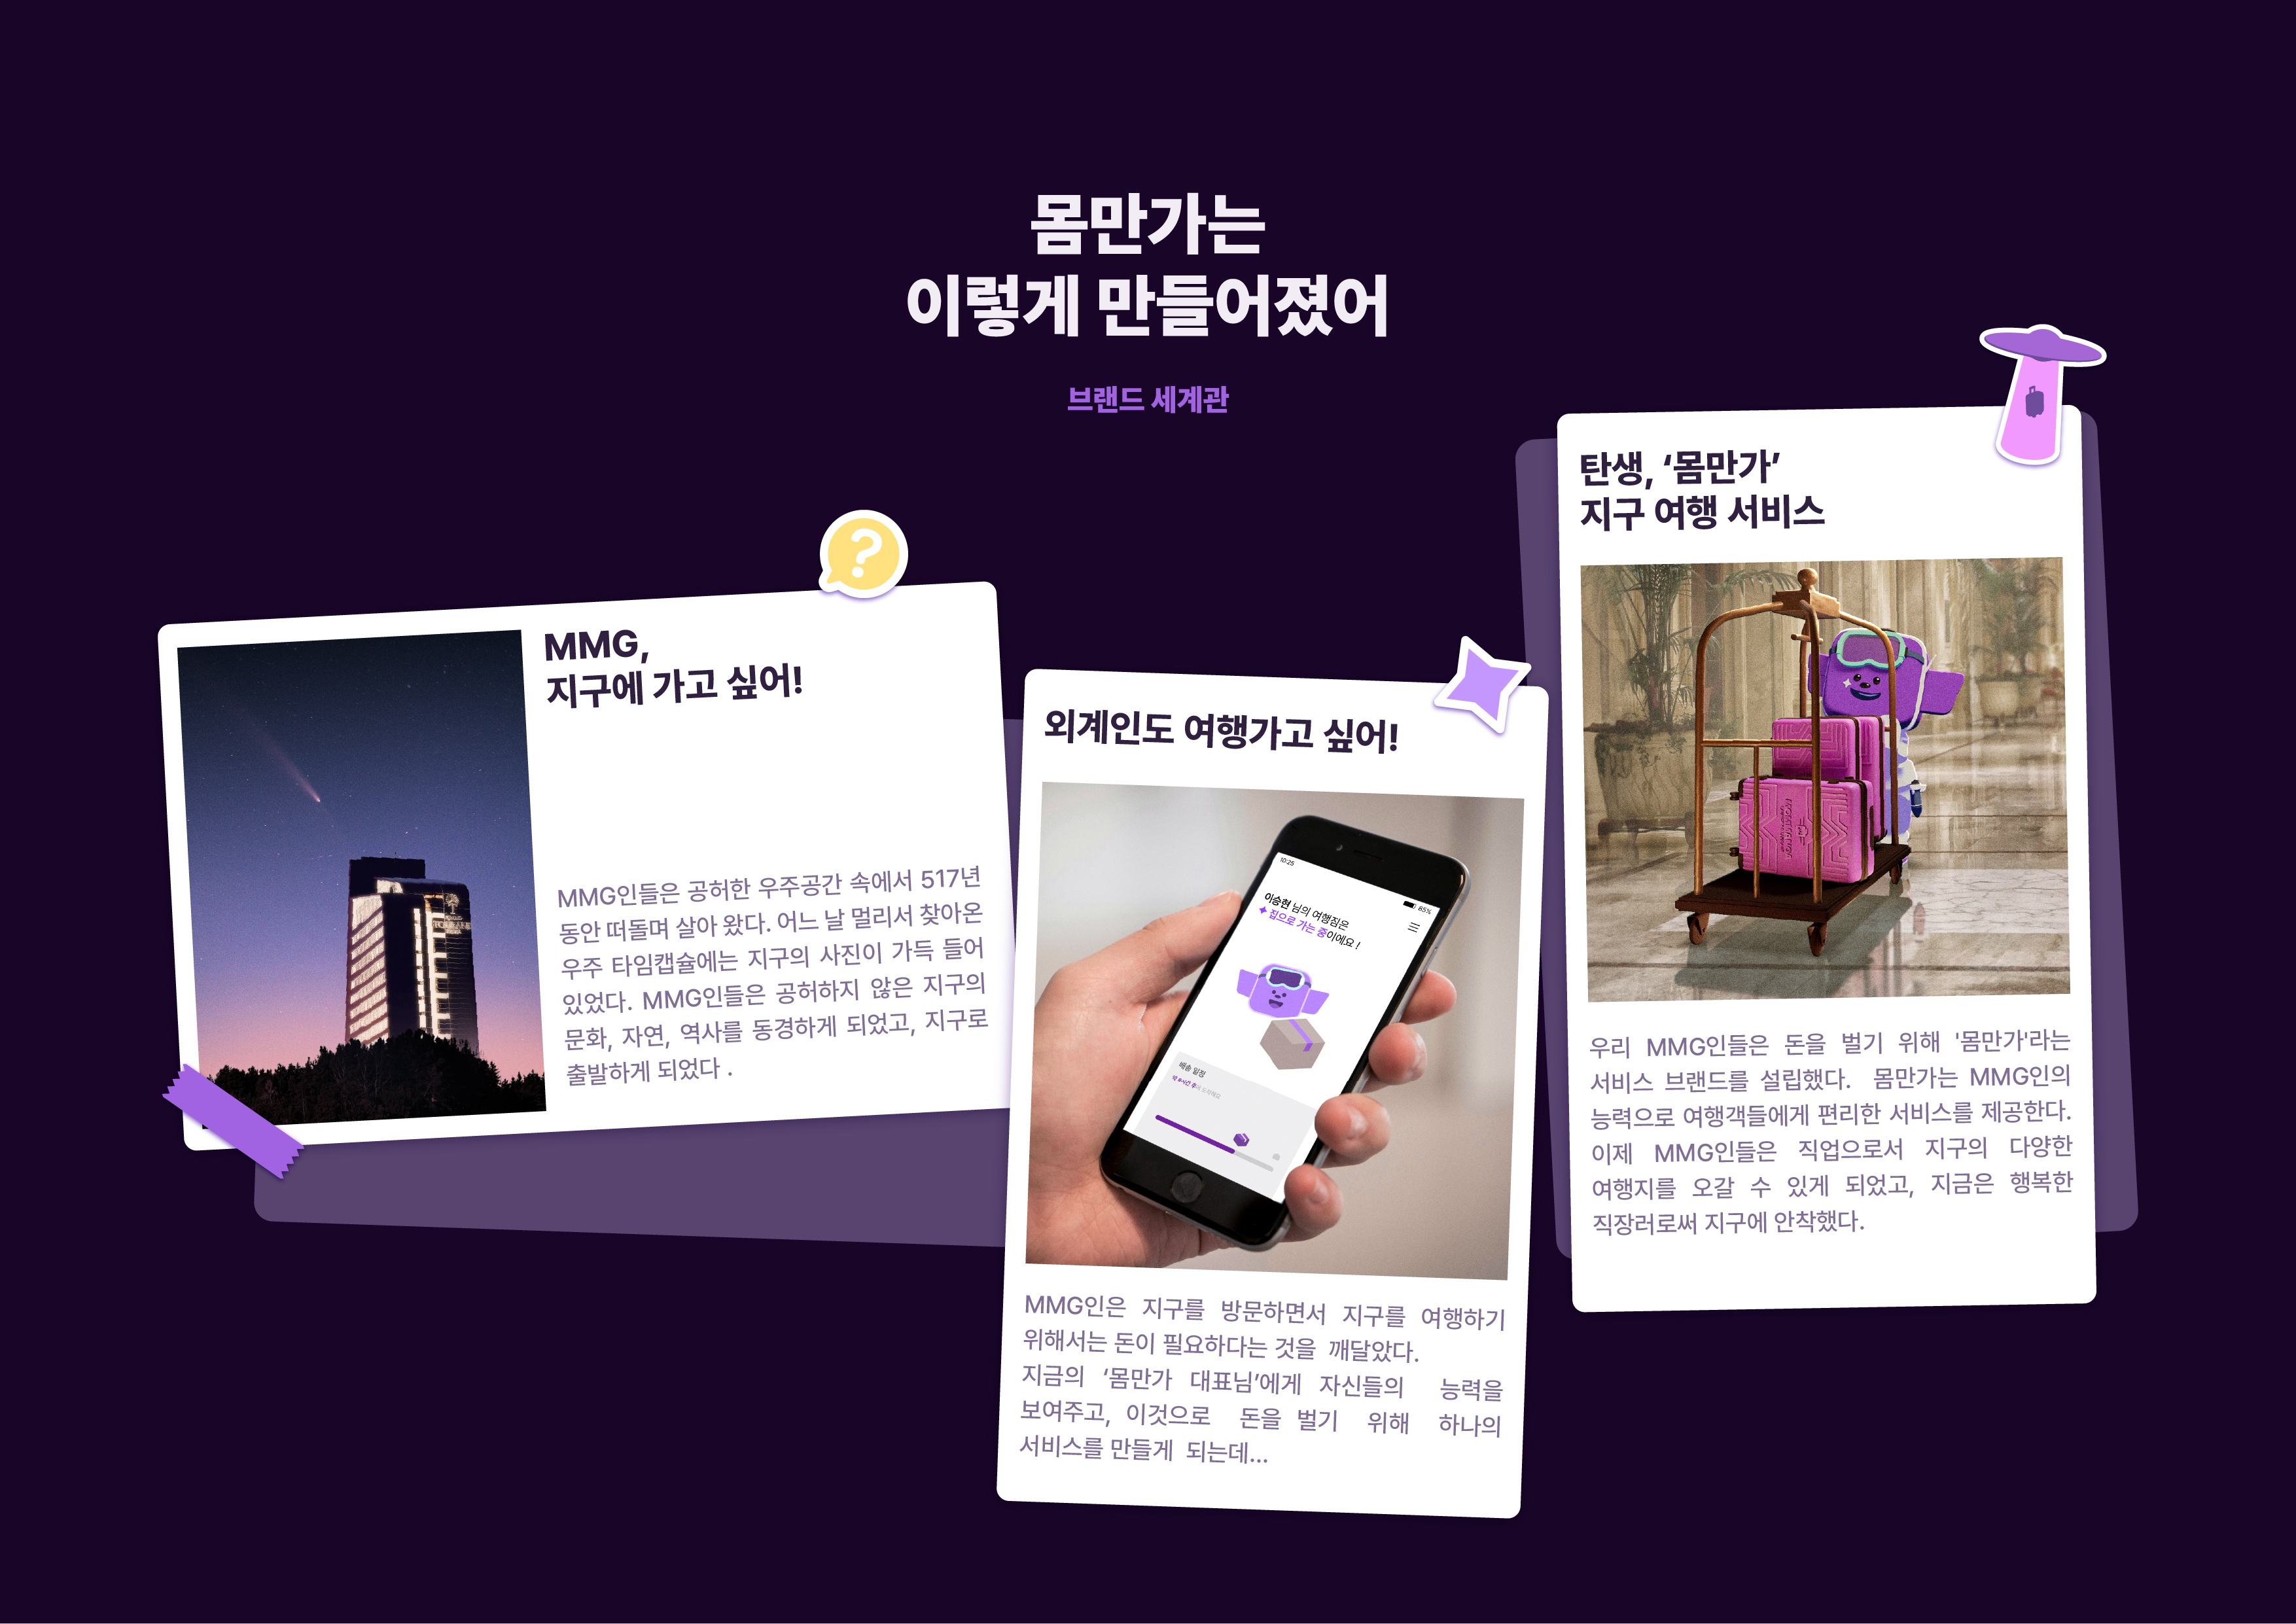 몸만가는
이렇게 만들어졌어
브랜드 세계관
MMG,
지구에 가고 싶어!
MMG인들은 공허한 우주공간 속에서 517년
동안 떠돌며 살아 왔다. 어느 날 멀리서 찾아온
우주 타임캡슐에는 지구의 사진이 가득 들어
있었다. MMG인들은 공허하지 않은 지구의
문화, 자연, 역사를 동경하게 되었고, 지구로
출발하게 되었다 .
외계인도 여행가고 싶어!
10:25
85%
이승현 님의 여행짐은
집으로 가는 중이에요 !
배송 일정
MMG인은 지구를 방문하면서 지구를 여행하기
위해서는 돈이 필요하다는 것을 깨달았다.
지금의 ‘몸만가 대표님’에게 자신들의 능력을
보여주고, 이것으로 돈을 벌기 위해 하나의
서비스를 만들게 되는데...
탄생, ‘몸만가’
지구 여행 서비스
우리 MMG인들은 돈을 벌기 위해 '몸만가'라는
서비스 브랜드를 설립했다. 몸만가는 MMG인의
능력으로 여행객들에게 편리한 서비스를 제공한다.
이제 MMG인들은 직업으로서 지구의 다양한
여행지를 오갈 수 있게 되었고, 지금은 행복한
직장러로써 지구에 안착했다.